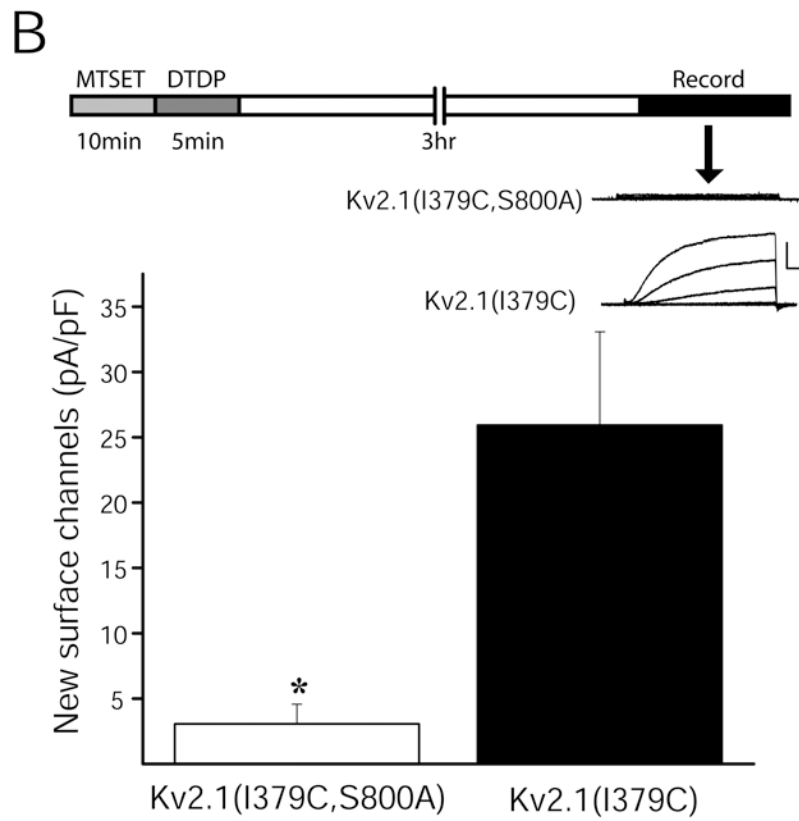 B
MTSET DTDP Record
10min 5min 3hr
Kv2.1(I379C,S800A)
Kv2.1(I379C)
New surface channels (pA/pF)
35
30
25
20
15
10
5
*
Kv2.1(I379C,S800A) Kv2.1(I379C)